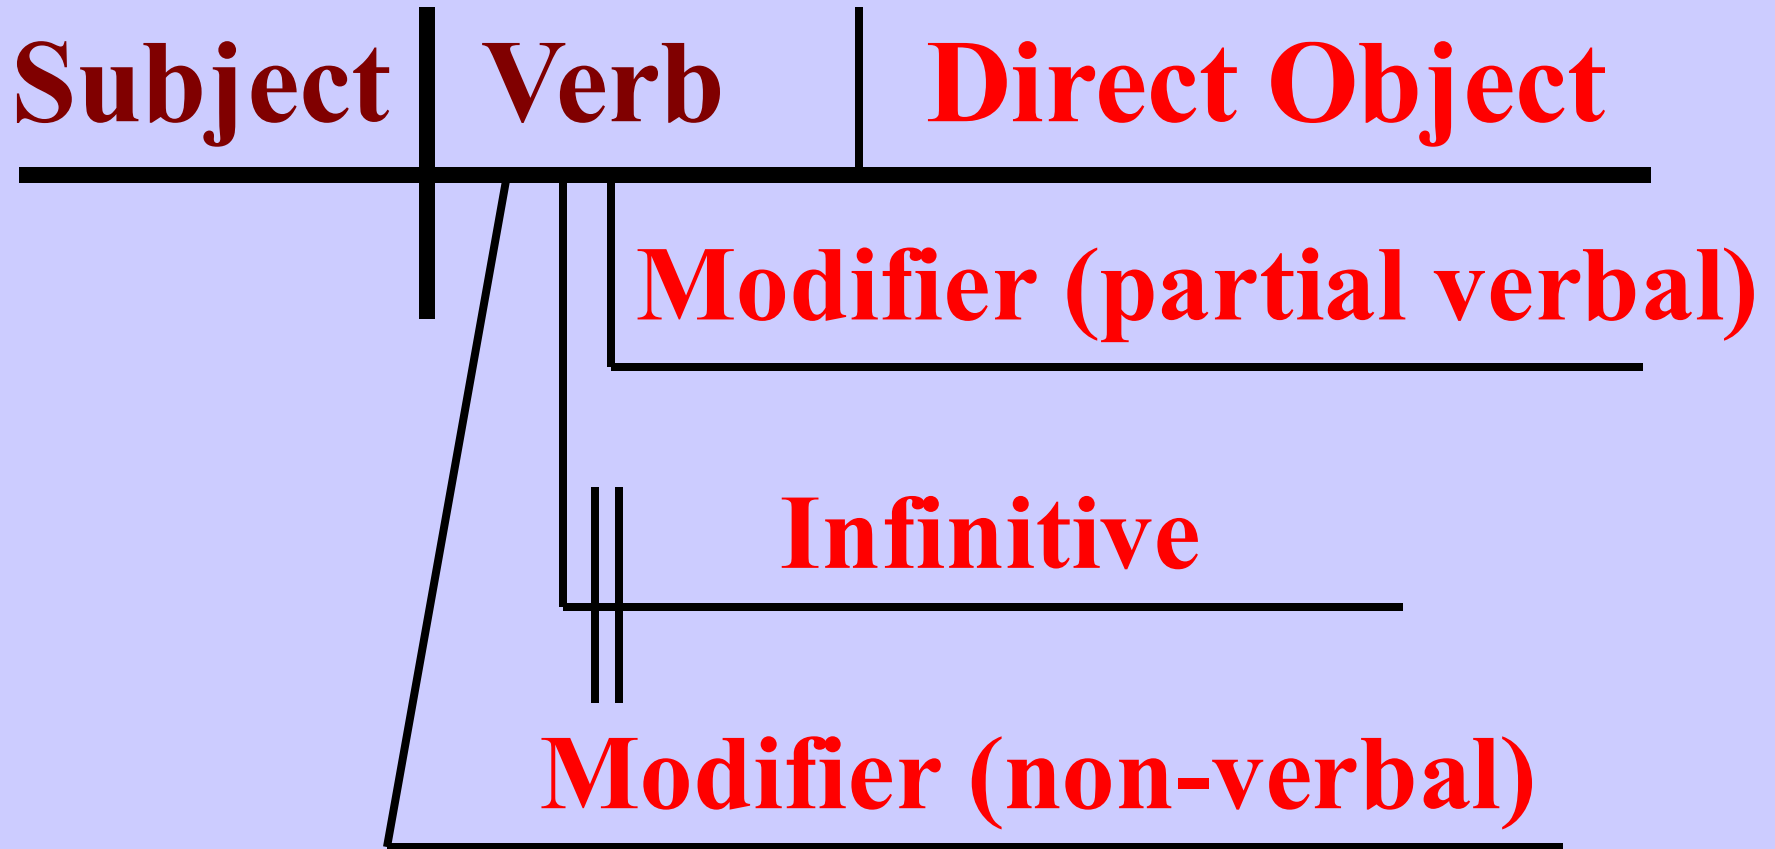 Subject Verb Direct Object
Modifier (partial verbal)
Infinitive
Modifier (non-verbal)